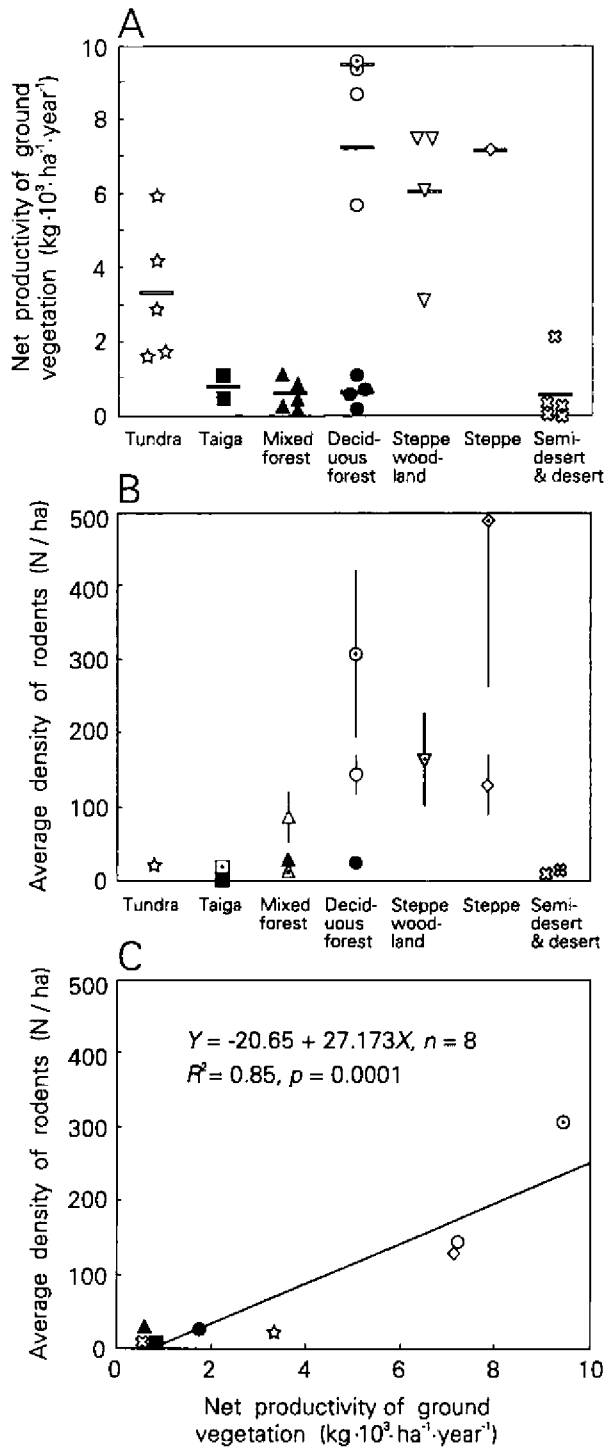 A
Net productivity of ground
vegetation (kg·10³·ha⁻¹·year⁻¹)
10
8
6
4
2
0
Tundra
Taiga
Mixed
forest
Decid-
uous
forest
Steppe
wood-
land
Steppe
Semi-
desert
& desert
B
Average density of rodents (N / ha)
500
400
300
200
100
0
Tundra
Taiga
Mixed
forest
Decid-
uous
forest
Steppe
wood-
land
Steppe
Semi-
desert
& desert
C
Average density of rodents (N / ha)
500
400
300
200
100
0
Y = -20.65 + 27.173X, n = 8
R² = 0.85, p = 0.0001
0
2
4
6
8
10
Net productivity of ground
vegetation (kg·10³·ha⁻¹·year⁻¹)